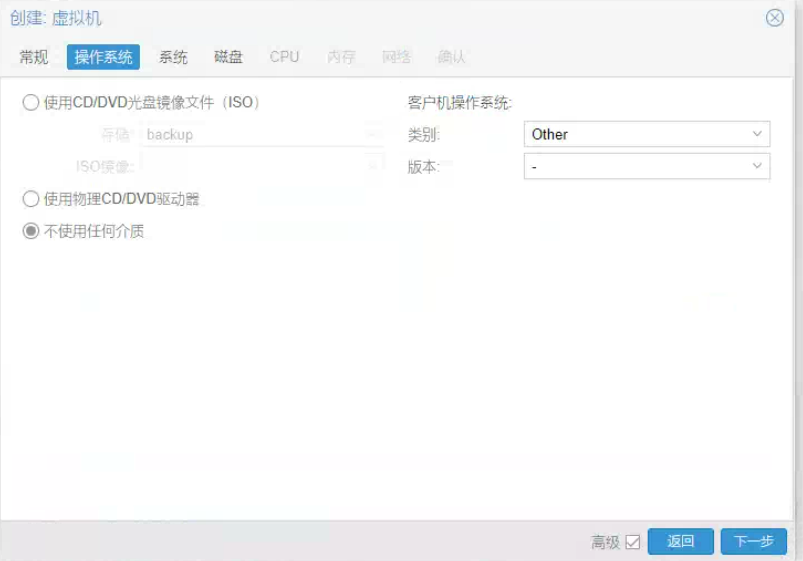 创建: 虚拟机
常规 操作系统 系统 磁盘 CPU 内存 网络 确认
使用CD/DVD光盘镜像文件（ISO） 客户机操作系统:
存储: backup 类别: Other
ISO镜像: 版本: -
使用物理CD/DVD驱动器
不使用任何介质
高级 返回 下一步